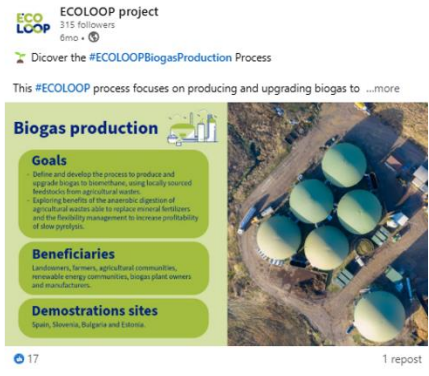 ECO
LOOP
ECOLOOP project
315 followers
6mo •
Dicover the #ECOLOOPBiogasProduction Process
This #ECOLOOP process focuses on producing and upgrading biogas to ...more
Biogas production
Goals
- Define and develop the process to produce and
upgrade biogas to biomethane, using locally sourced
feedstocks from agricultural wastes.
- Exploring benefits of the anaerobic digestion of
agricultural wastes able to replace mineral fertilizers
and the flexibility management to increase profitability
of slow pyrolysis.
Beneficiaries
Landowners, farmers, agricultural communities,
renewable energy communities, biogas plant owners
and manufacturers.
Demostrations sites
Spain, Slovenia, Bulgaria and Estonia.
17
1 repost